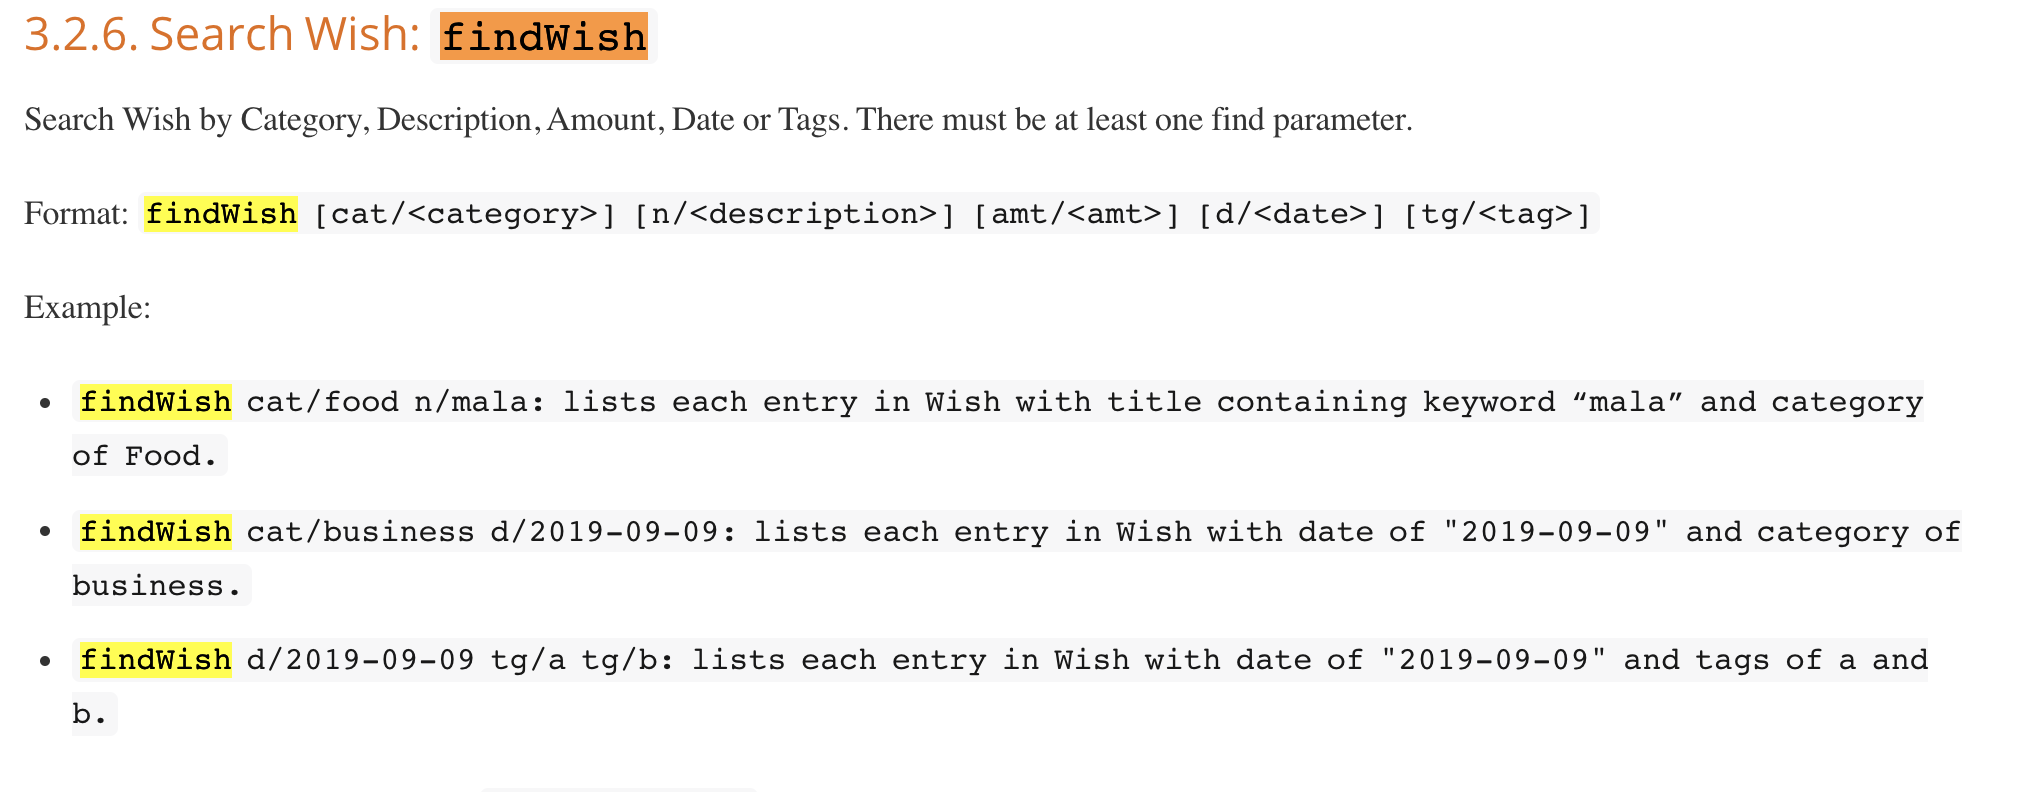 3.2.6. Search Wish: findWish
Search Wish by Category, Description, Amount, Date or Tags. There must be at least one find parameter.
Format: findWish [cat/<category>] [n/<description>] [amt/<amt>] [d/<date>] [tg/<tag>]
Example:
• findWish cat/food n/mala: lists each entry in Wish with title containing keyword “mala” and category
of Food.
• findWish cat/business d/2019-09-09: lists each entry in Wish with date of "2019-09-09" and category of
business.
• findWish d/2019-09-09 tg/a tg/b: lists each entry in Wish with date of "2019-09-09" and tags of a and
b.